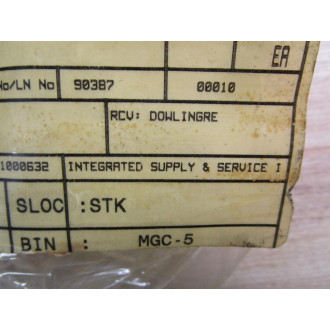 EA
No/LN No 90387 00010
RCV: DOWLINGRE
1000632 INTEGRATED SUPPLY & SERVICE I
SLOC :STK
BIN : MGC-5